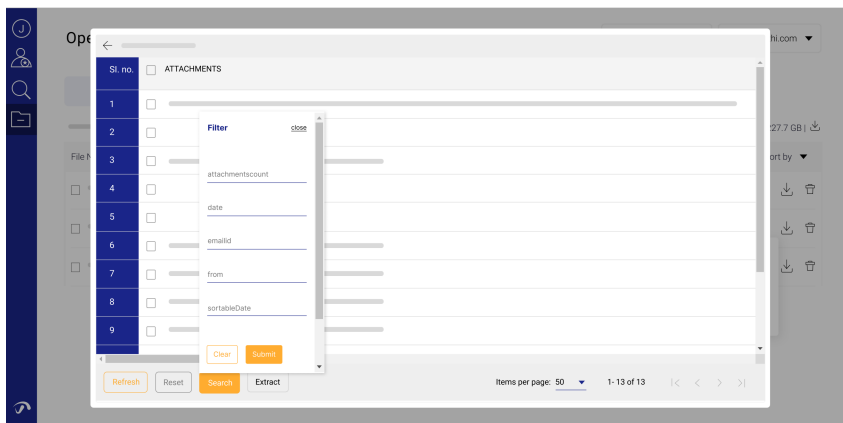 J
Ope
hi.com
Sl. no.
ATTACHMENTS
1
2
3
4
5
6
7
8
9
Filter
close
attachmentscount
date
emailid
from
sortableDate
Clear
Submit
27.7 GB |
File N
ort by
Refresh
Reset
Search
Extract
Items per page: 50
1- 13 of 13